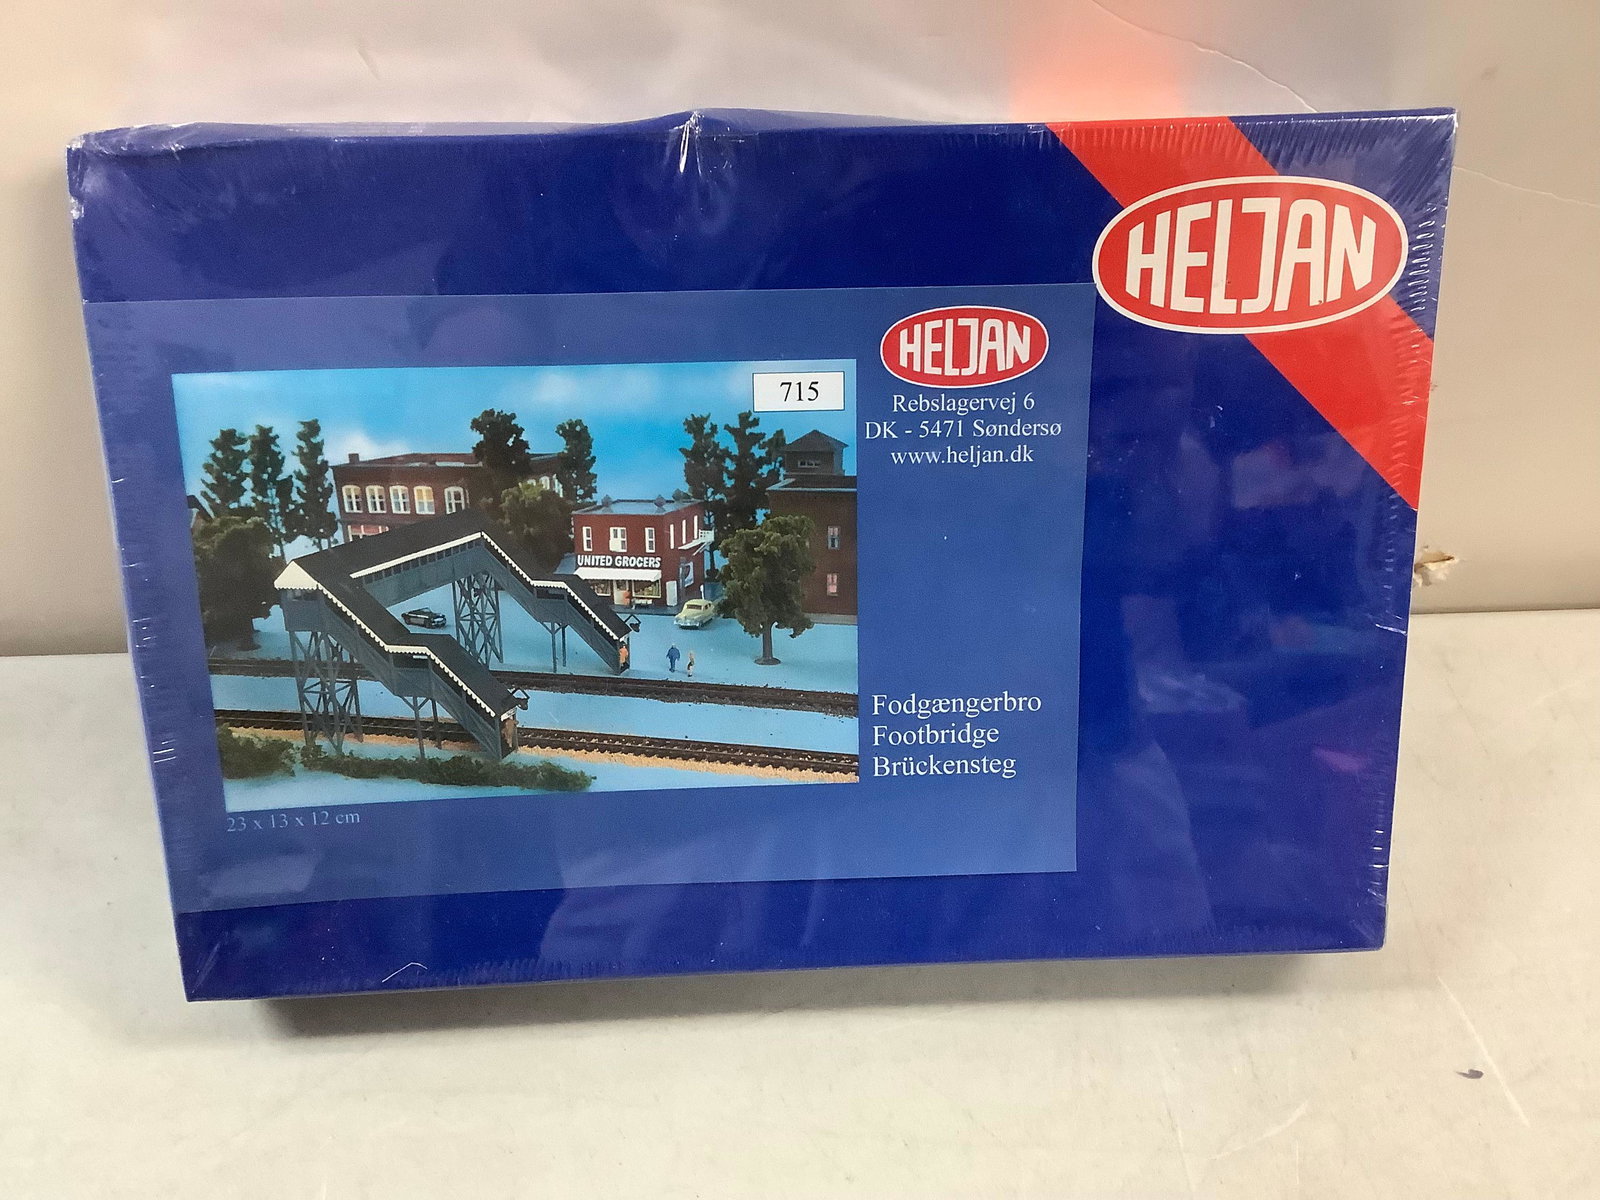 HELJAN
HELJAN
Rebslagervej 6
DK - 5471 Søndersø
www.heljan.dk
715
UNITED GROCERS
Fodgængerbro
Footbridge
Brückensteg
23 x 13 x 12 cm